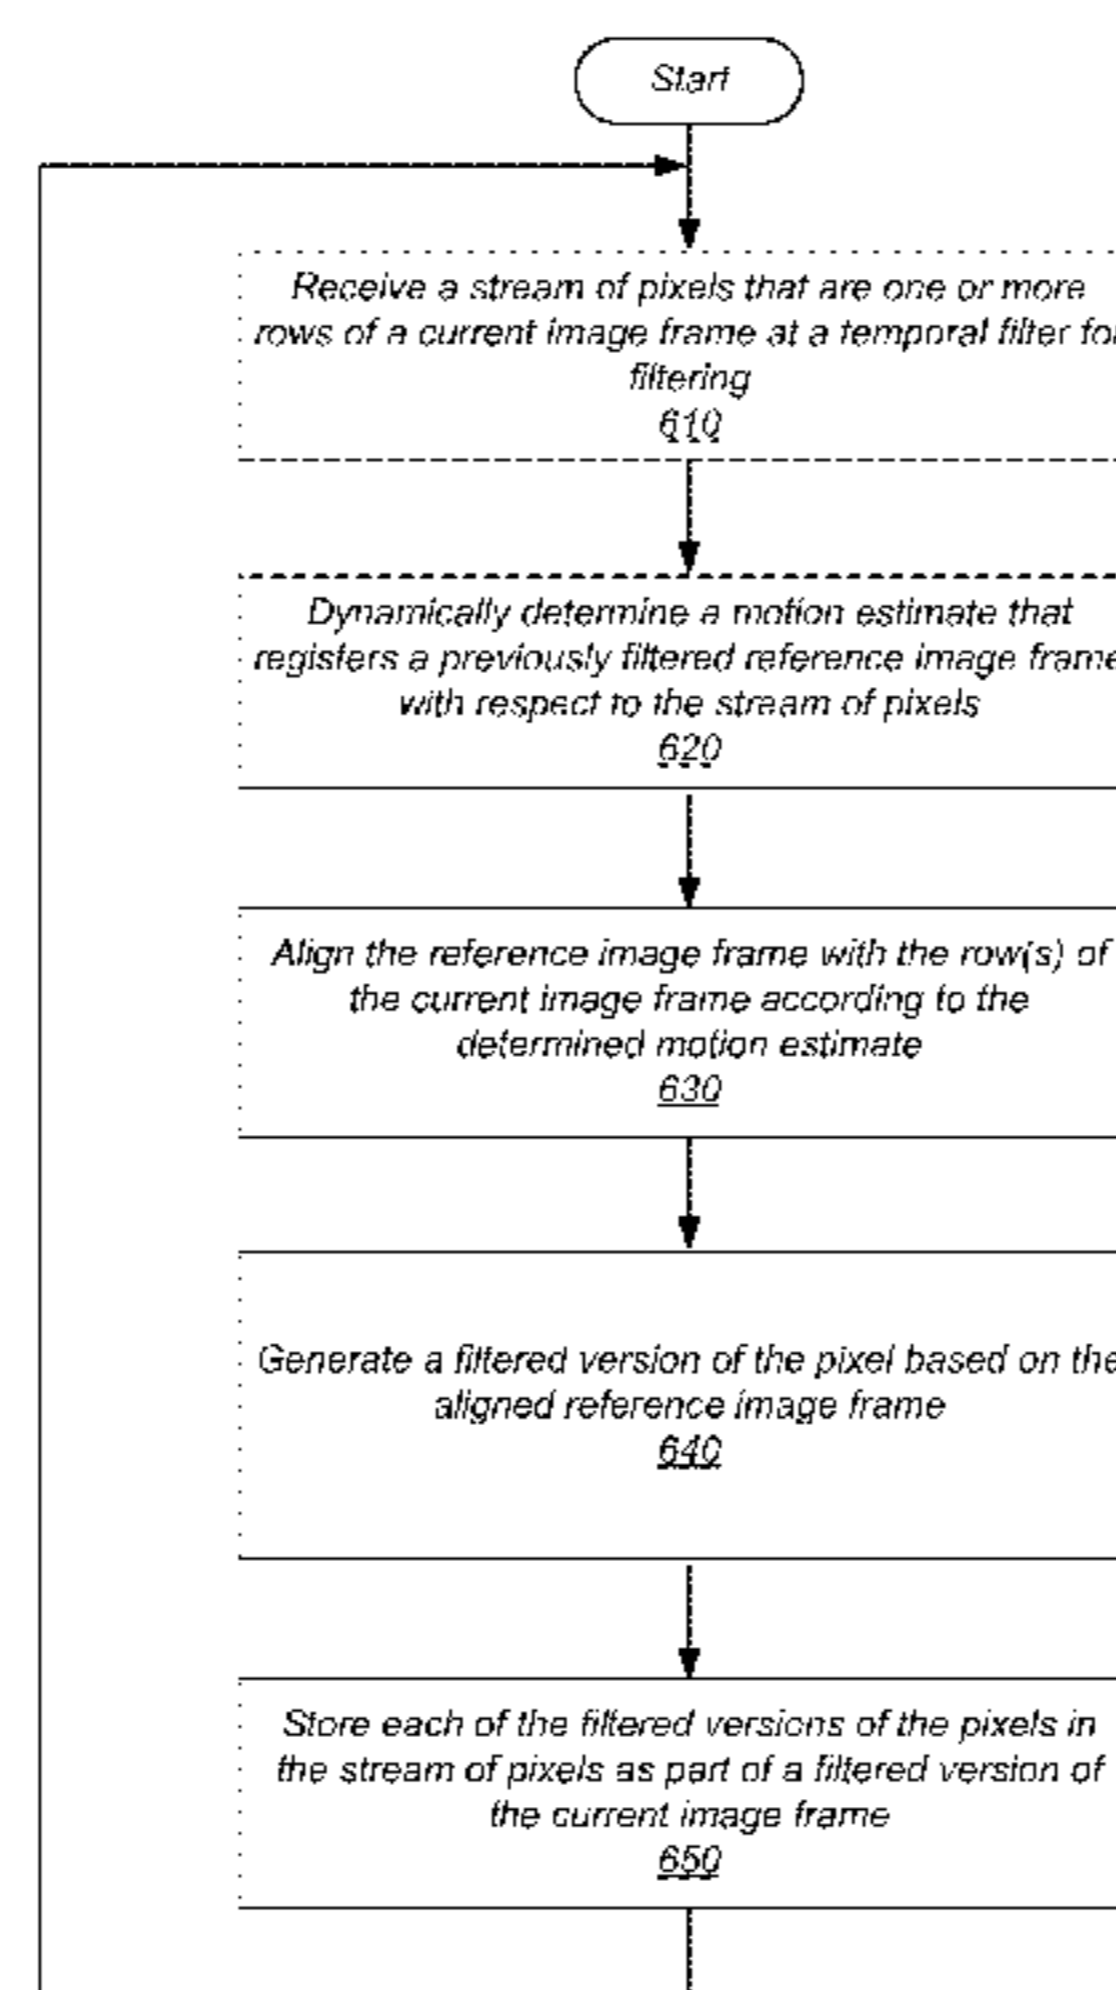 Start
Receive a stream of pixels that are one or more
rows of a current image frame at a temporal filter for
filtering
610
Dynamically determine a motion estimate that
registers a previously filtered reference image frame
with respect to the stream of pixels
620
Align the reference image frame with the row(s) of
the current image frame according to the
determined motion estimate
630
Generate a filtered version of the pixel based on the
aligned reference image frame
640
Store each of the filtered versions of the pixels in
the stream of pixels as part of a filtered version of
the current image frame
650